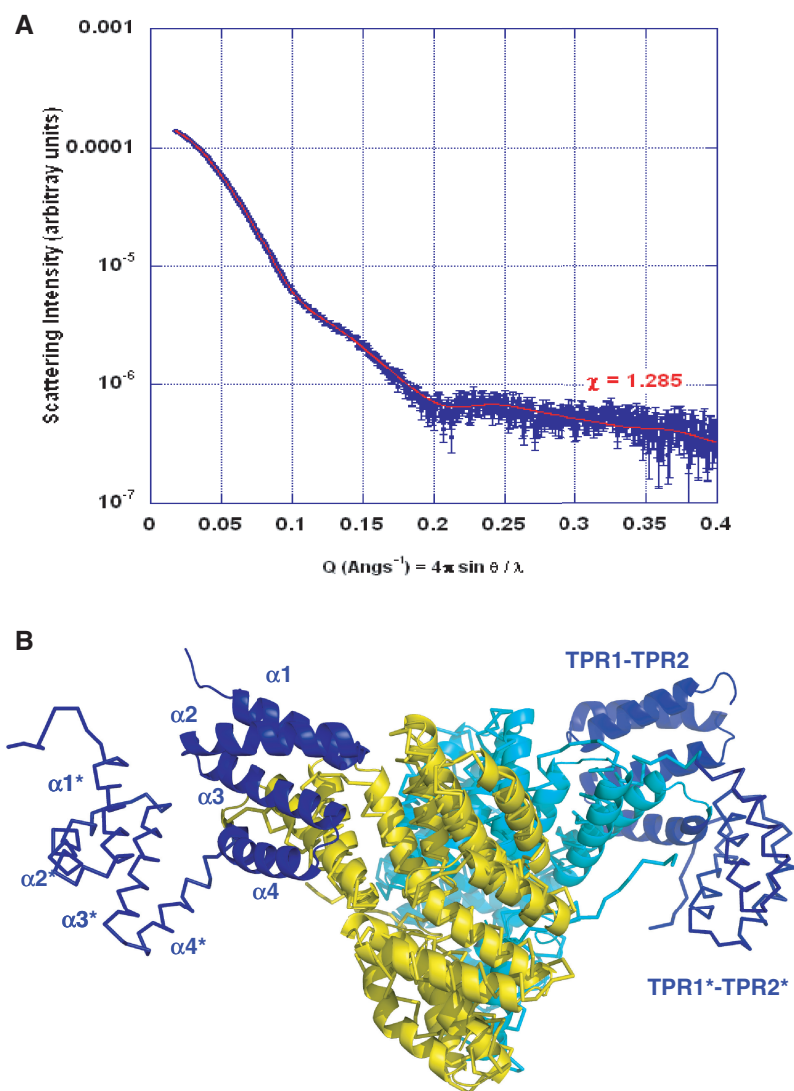 A
0.001
0.0001
10⁻⁵
10⁻⁶
10⁻⁷
Scattering Intensity (arbitray units)
χ = 1.285
0 0.05 0.1 0.15 0.2 0.25 0.3 0.35 0.4
Q (Angs⁻¹) = 4π sin θ / λ
B
α1
TPR1-TPR2
α2
α1*
α3
α2*
α4
α3*
α4*
TPR1*-TPR2*